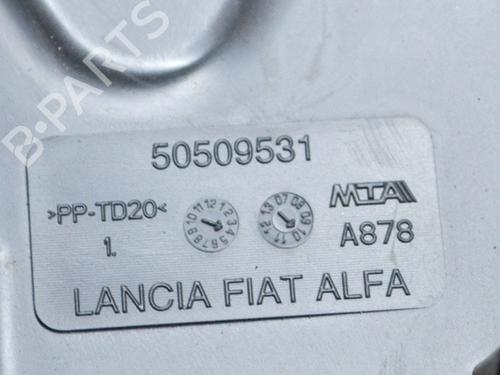 B-PARTS
50509531
>PP-TD20<
1.
MTA
A878
LANCIA FIAT ALFA